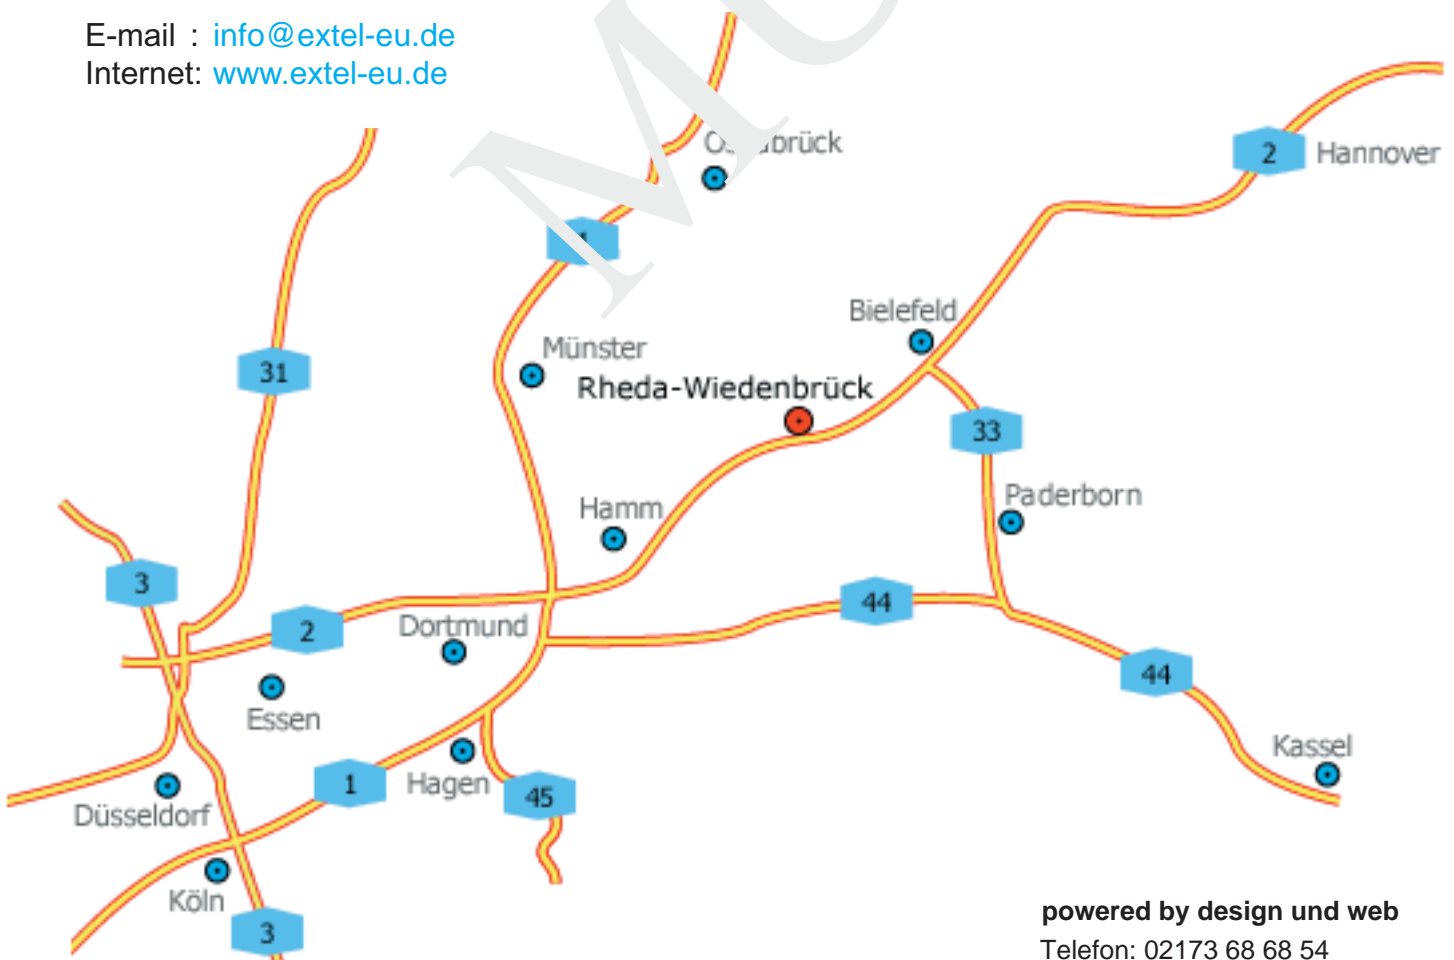 E-mail : info@extel-eu.de
Internet: www.extel-eu.de
2
Hannover
Bielefeld
Münster
31
Rheda-Wiedenbrück
33
Paderborn
Hamm
3
44
2
Dortmund
44
Essen
Kassel
1
Hagen
45
Düsseldorf
Köln
3
powered by design und web
Telefon: 02173 68 68 54